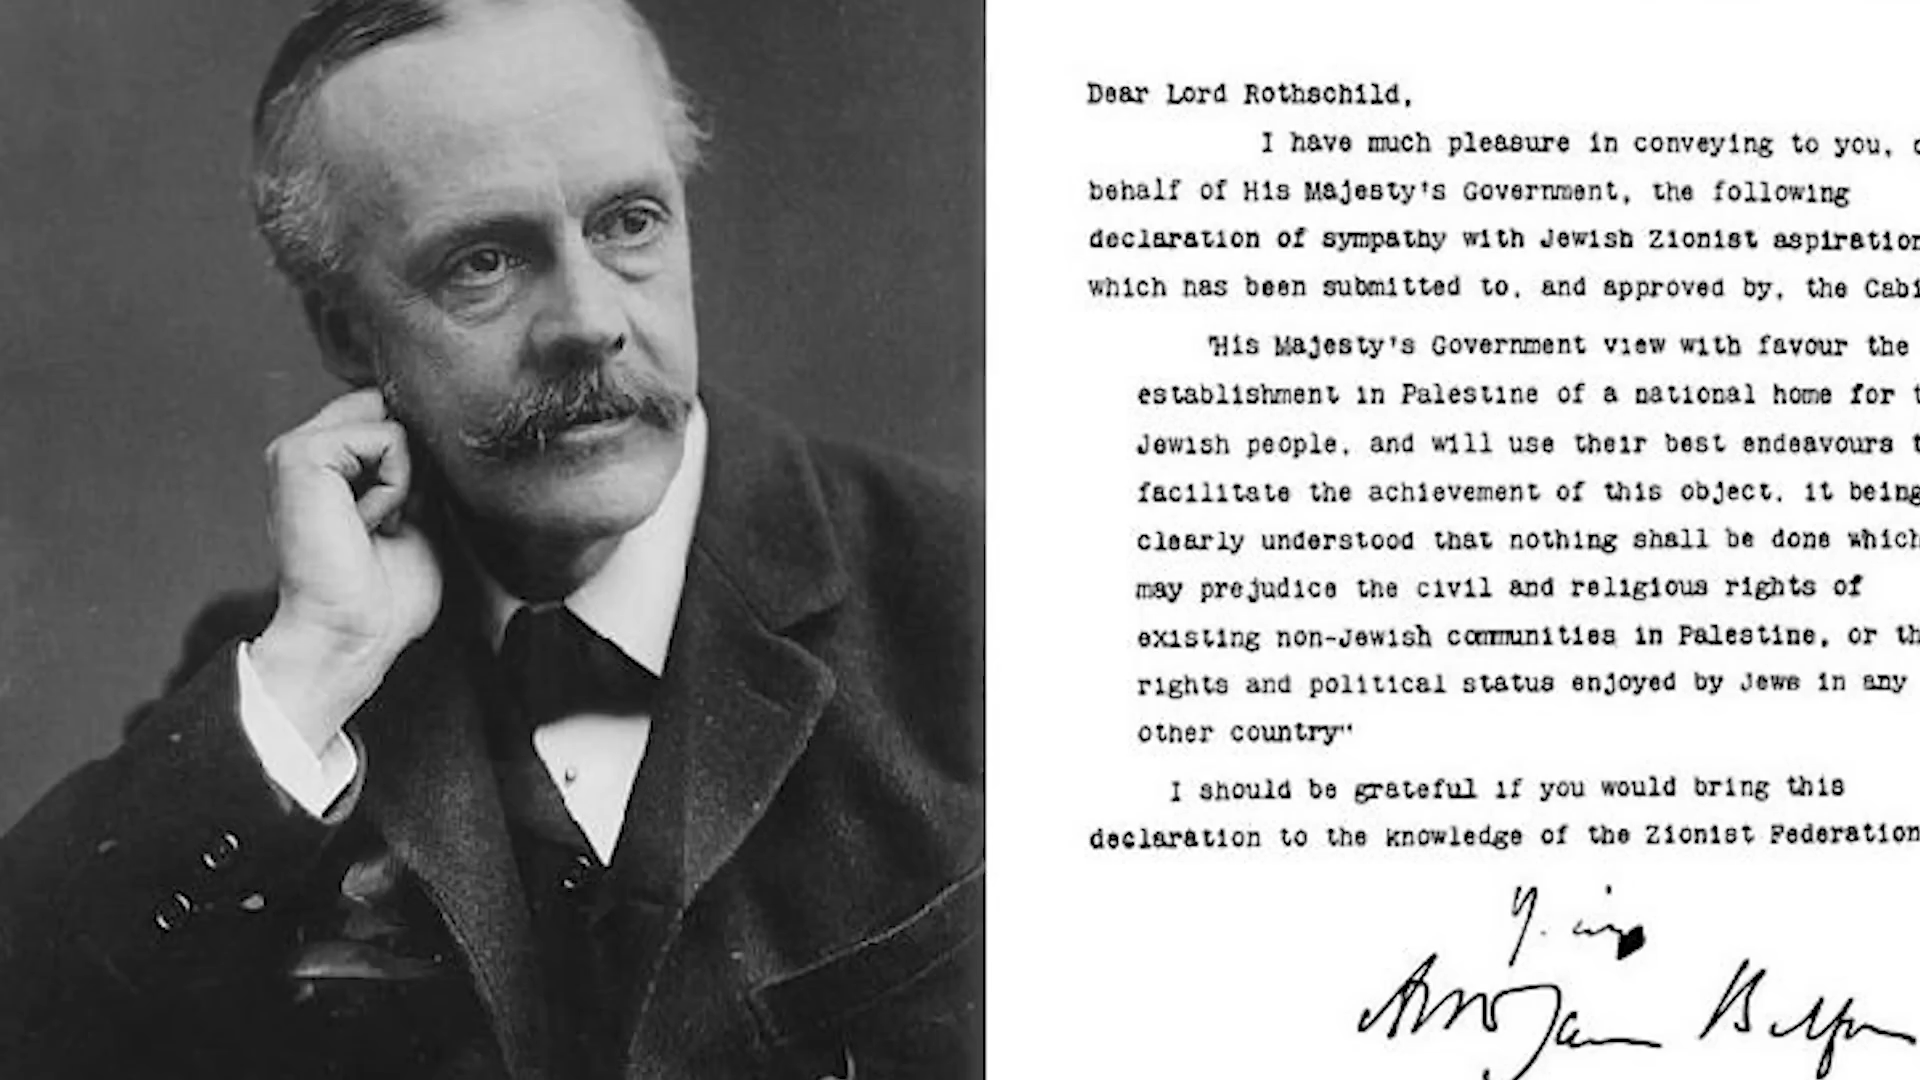 Dear Lord Rothschild,
I have much pleasure in conveying to you,
behalf of His Majesty's Government, the following
declaration of sympathy with Jewish Zionist aspiration
which has been submitted to, and approved by, the Cabi
"His Majesty's Government view with favour the
establishment in Palestine of a national home for t
Jewish people, and will use their best endeavours t
facilitate the achievement of this object, it being
clearly understood that nothing shall be done which
may prejudice the civil and religious rights of
existing non-Jewish communities in Palestine, or th
rights and political status enjoyed by Jews in any
other country"
I should be grateful if you would bring this
declaration to the knowledge of the Zionist Federation
Arthur James Balfour